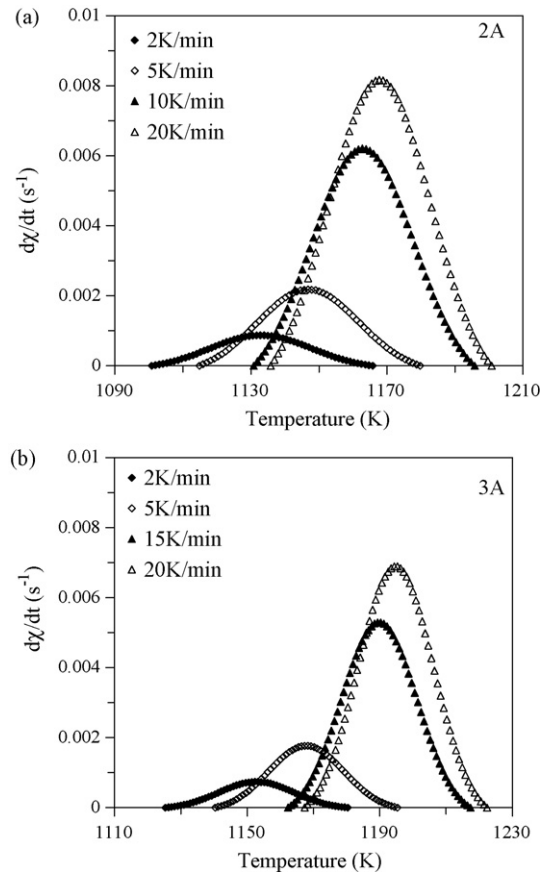 (a)
2A
2K/min
5K/min
10K/min
20K/min
0.01
0.008
0.006
0.004
0.002
0
dχ/dt (s⁻¹)
1090 1130 1170 1210
Temperature (K)
(b)
3A
2K/min
5K/min
15K/min
20K/min
0.01
0.008
0.006
0.004
0.002
0
dχ/dt (s⁻¹)
1110 1150 1190 1230
Temperature (K)